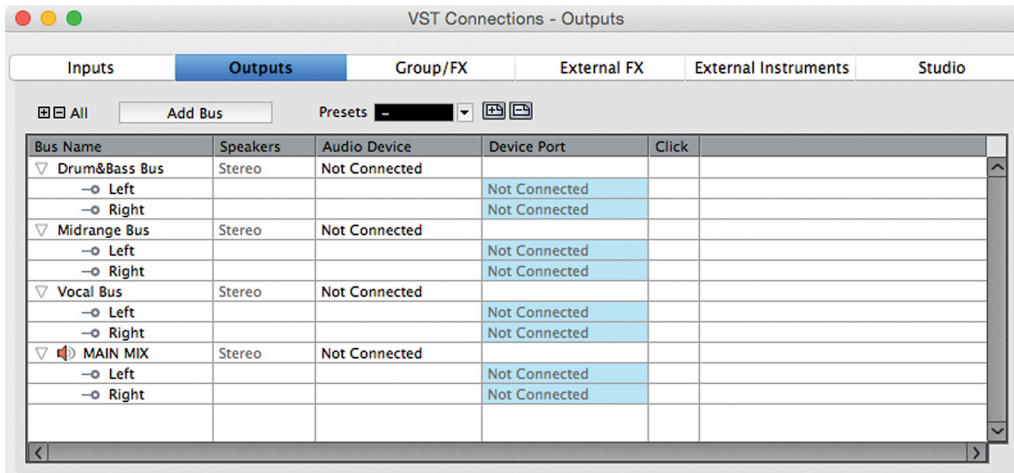 VST Connections - Outputs
Inputs Outputs Group/FX External FX External Instruments Studio
All Add Bus Presets -
Bus Name Speakers Audio Device Device Port Click
Drum&Bass Bus Stereo Not Connected
Left Not Connected
Right Not Connected
Midrange Bus Stereo Not Connected
Left Not Connected
Right Not Connected
Vocal Bus Stereo Not Connected
Left Not Connected
Right Not Connected
MAIN MIX Stereo Not Connected
Left Not Connected
Right Not Connected